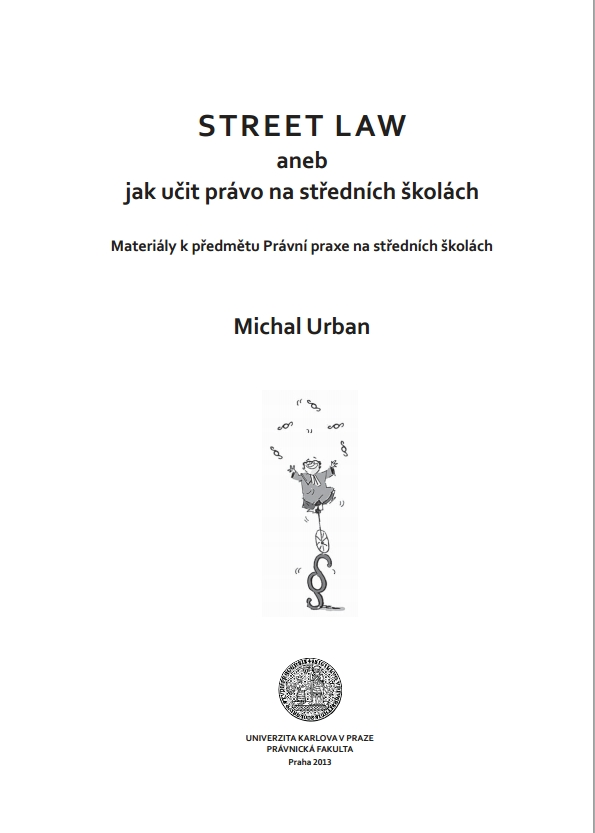 STREET LAW
aneb
jak učit právo na středních školách
Materiály k předmětu Právní praxe na středních školách
Michal Urban
UNIVERZITA KARLOVA V PRAZE
PRÁVNICKÁ FAKULTA
Praha 2013